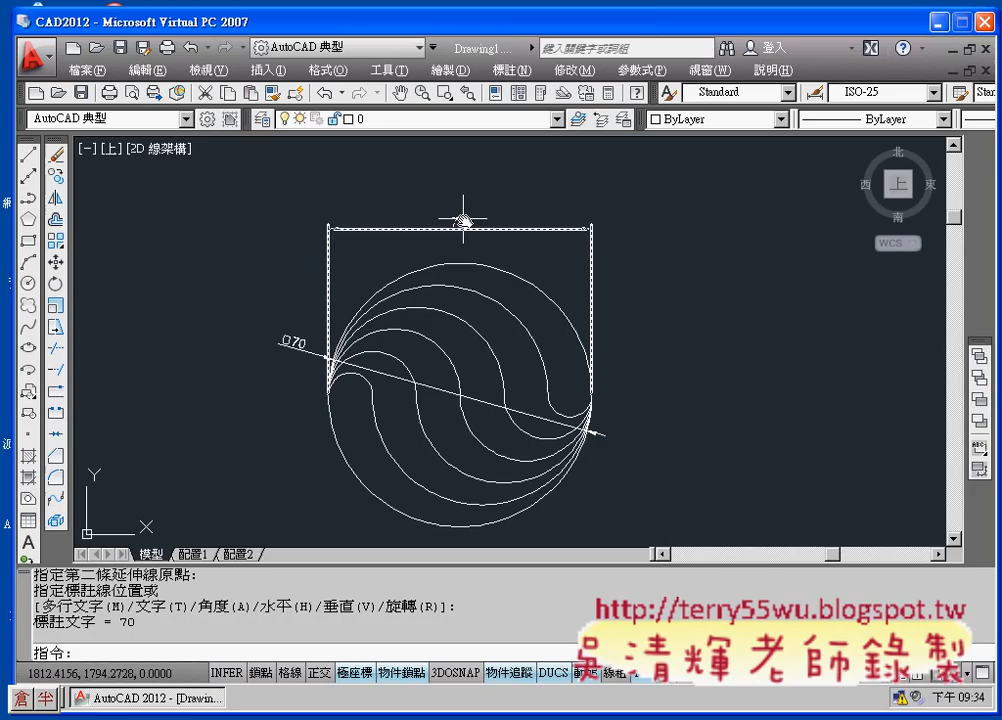 CAD2012 - Microsoft Virtual PC 2007
AutoCAD 典型
Drawing1...
鍵入關鍵字或詞組
登入
檔案(F) 編輯(E) 檢視(V) 插入(I) 格式(O) 工具(T) 繪製(D) 標註(N) 修改(M) 參數式(P) 視窗(W) 說明(H)
Standard ISO-25
AutoCAD 典型 0 ByLayer ByLayer
[−][上][2D 線架構]
北
西 上 東
南
WCS
□70
Y
X
模型 配置1 配置2
指定第二條延伸線原點:
指定標註線位置或
[多行文字(M)/文字(T)/角度(A)/水平(H)/垂直(V)/旋轉(R)]:
標註文字 = 70
指令:
http://terry55wu.blogspot.tw
吳清輝老師錄製
1812.4156, 1794.2728, 0.0000 INFER 鎖點 格線 正交 極座標 物件鎖點 3DOSNAP 物件追蹤 DUCS
倉 半 AutoCAD 2012 - [Drawin... 下午 09:34